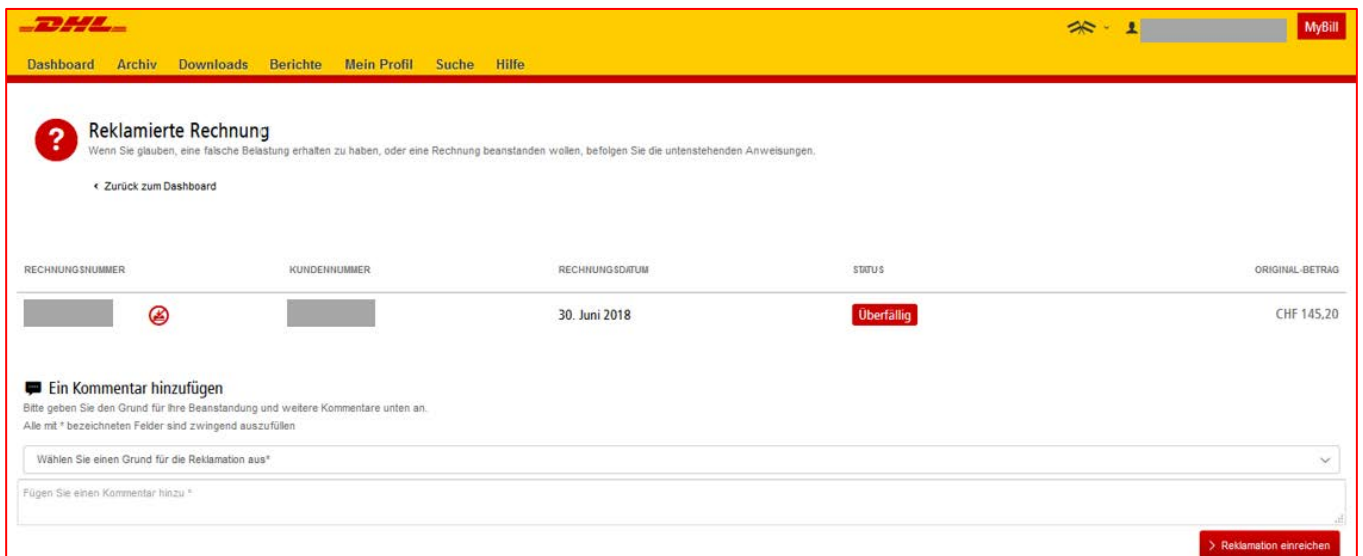 DHL
MyBill
Dashboard Archiv Downloads Berichte Mein Profil Suche Hilfe
? Reklamierte Rechnung
Wenn Sie glauben, eine falsche Belastung erhalten zu haben, oder eine Rechnung beanstanden wollen, befolgen Sie die untenstehenden Anweisungen.
Zurück zum Dashboard
RECHNUNGSNUMMER KUNDENNUMMER RECHNUNGSDATUM STATUS ORIGINAL-BETRAG
30. Juni 2018 Überfällig CHF 145,20
Ein Kommentar hinzufügen
Bitte geben Sie den Grund für Ihre Beanstandung und weitere Kommentare unten an.
Alle mit * bezeichneten Felder sind zwingend auszufüllen
Wählen Sie einen Grund für die Reklamation aus*
Fügen Sie einen Kommentar hinzu *
> Reklamation einreichen